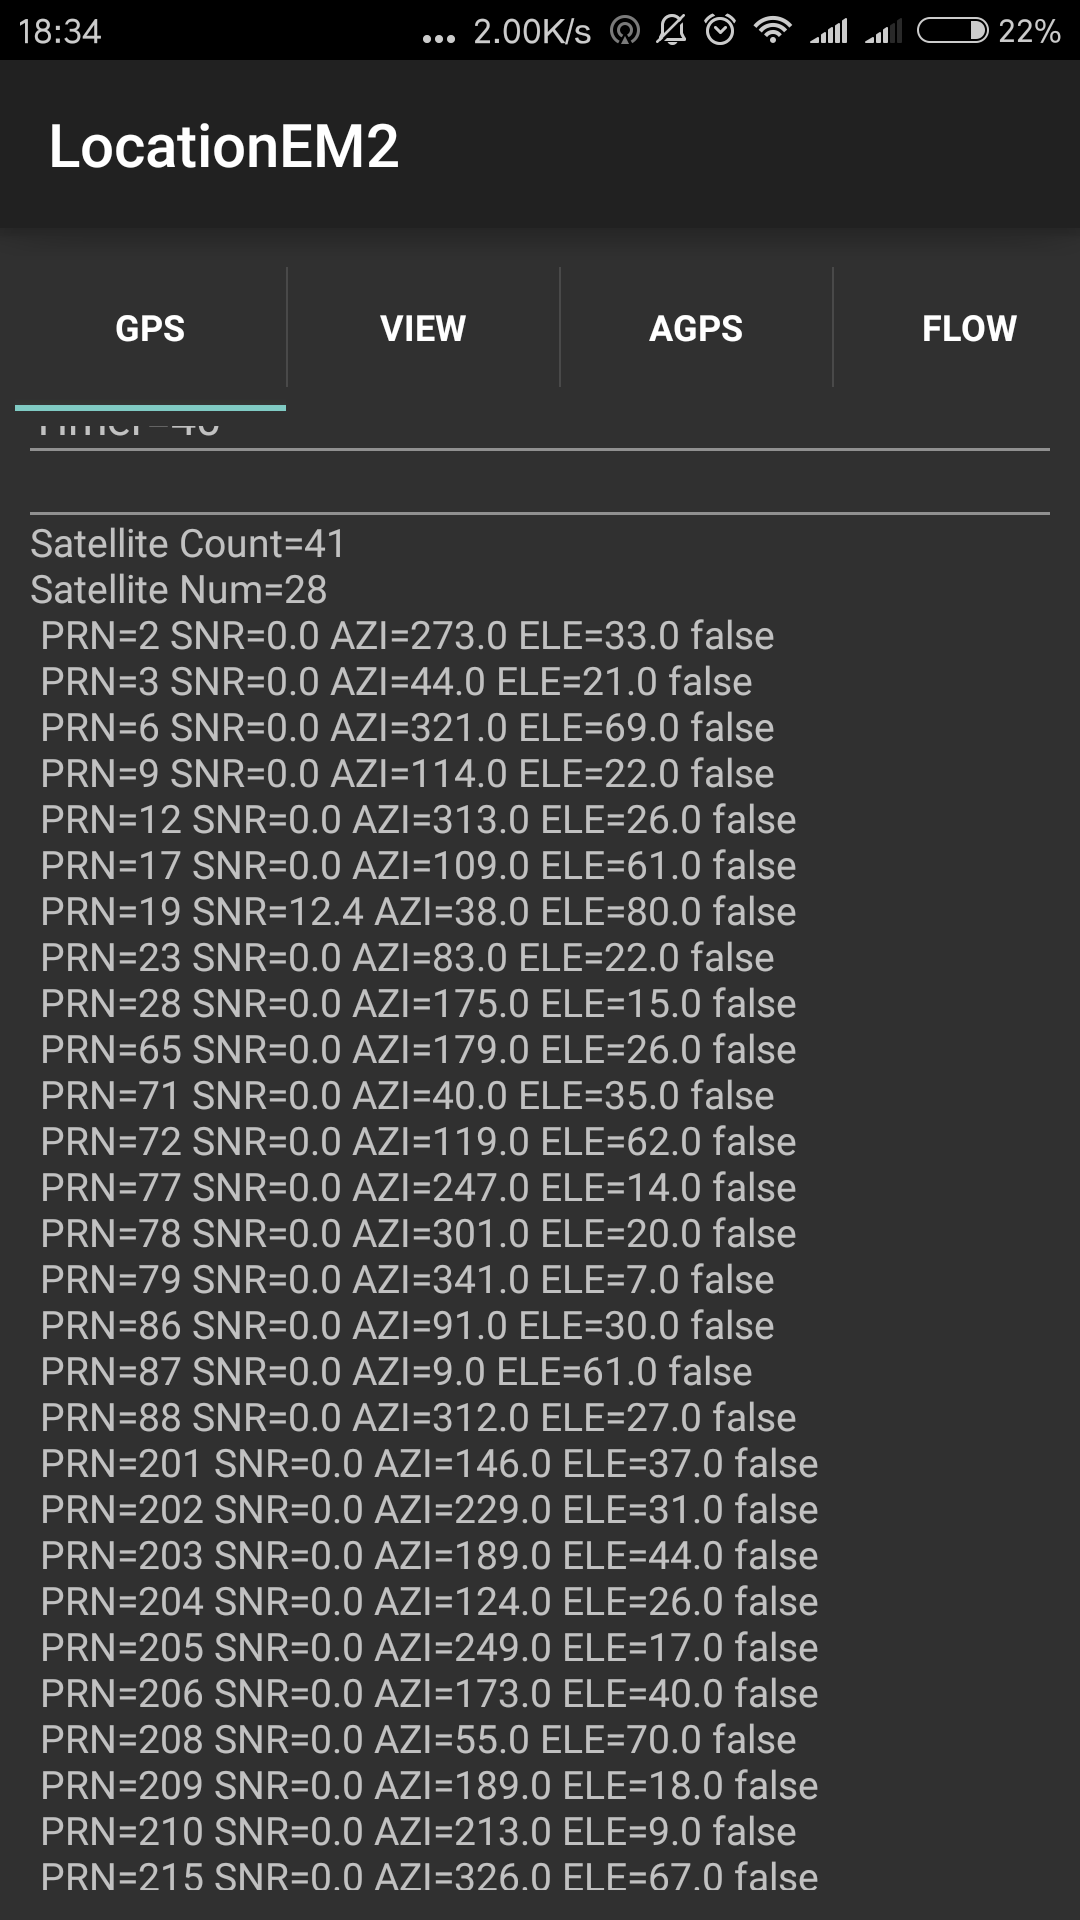 18:34 ... 2.00K/s 22%
LocationEM2
GPS VIEW AGPS FLOW
Satellite Count=41
Satellite Num=28
PRN=2 SNR=0.0 AZI=273.0 ELE=33.0 false
PRN=3 SNR=0.0 AZI=44.0 ELE=21.0 false
PRN=6 SNR=0.0 AZI=321.0 ELE=69.0 false
PRN=9 SNR=0.0 AZI=114.0 ELE=22.0 false
PRN=12 SNR=0.0 AZI=313.0 ELE=26.0 false
PRN=17 SNR=0.0 AZI=109.0 ELE=61.0 false
PRN=19 SNR=12.4 AZI=38.0 ELE=80.0 false
PRN=23 SNR=0.0 AZI=83.0 ELE=22.0 false
PRN=28 SNR=0.0 AZI=175.0 ELE=15.0 false
PRN=65 SNR=0.0 AZI=179.0 ELE=26.0 false
PRN=71 SNR=0.0 AZI=40.0 ELE=35.0 false
PRN=72 SNR=0.0 AZI=119.0 ELE=62.0 false
PRN=77 SNR=0.0 AZI=247.0 ELE=14.0 false
PRN=78 SNR=0.0 AZI=301.0 ELE=20.0 false
PRN=79 SNR=0.0 AZI=341.0 ELE=7.0 false
PRN=86 SNR=0.0 AZI=91.0 ELE=30.0 false
PRN=87 SNR=0.0 AZI=9.0 ELE=61.0 false
PRN=88 SNR=0.0 AZI=312.0 ELE=27.0 false
PRN=201 SNR=0.0 AZI=146.0 ELE=37.0 false
PRN=202 SNR=0.0 AZI=229.0 ELE=31.0 false
PRN=203 SNR=0.0 AZI=189.0 ELE=44.0 false
PRN=204 SNR=0.0 AZI=124.0 ELE=26.0 false
PRN=205 SNR=0.0 AZI=249.0 ELE=17.0 false
PRN=206 SNR=0.0 AZI=173.0 ELE=40.0 false
PRN=208 SNR=0.0 AZI=55.0 ELE=70.0 false
PRN=209 SNR=0.0 AZI=189.0 ELE=18.0 false
PRN=210 SNR=0.0 AZI=213.0 ELE=9.0 false
PRN=215 SNR=0.0 AZI=326.0 ELE=67.0 false